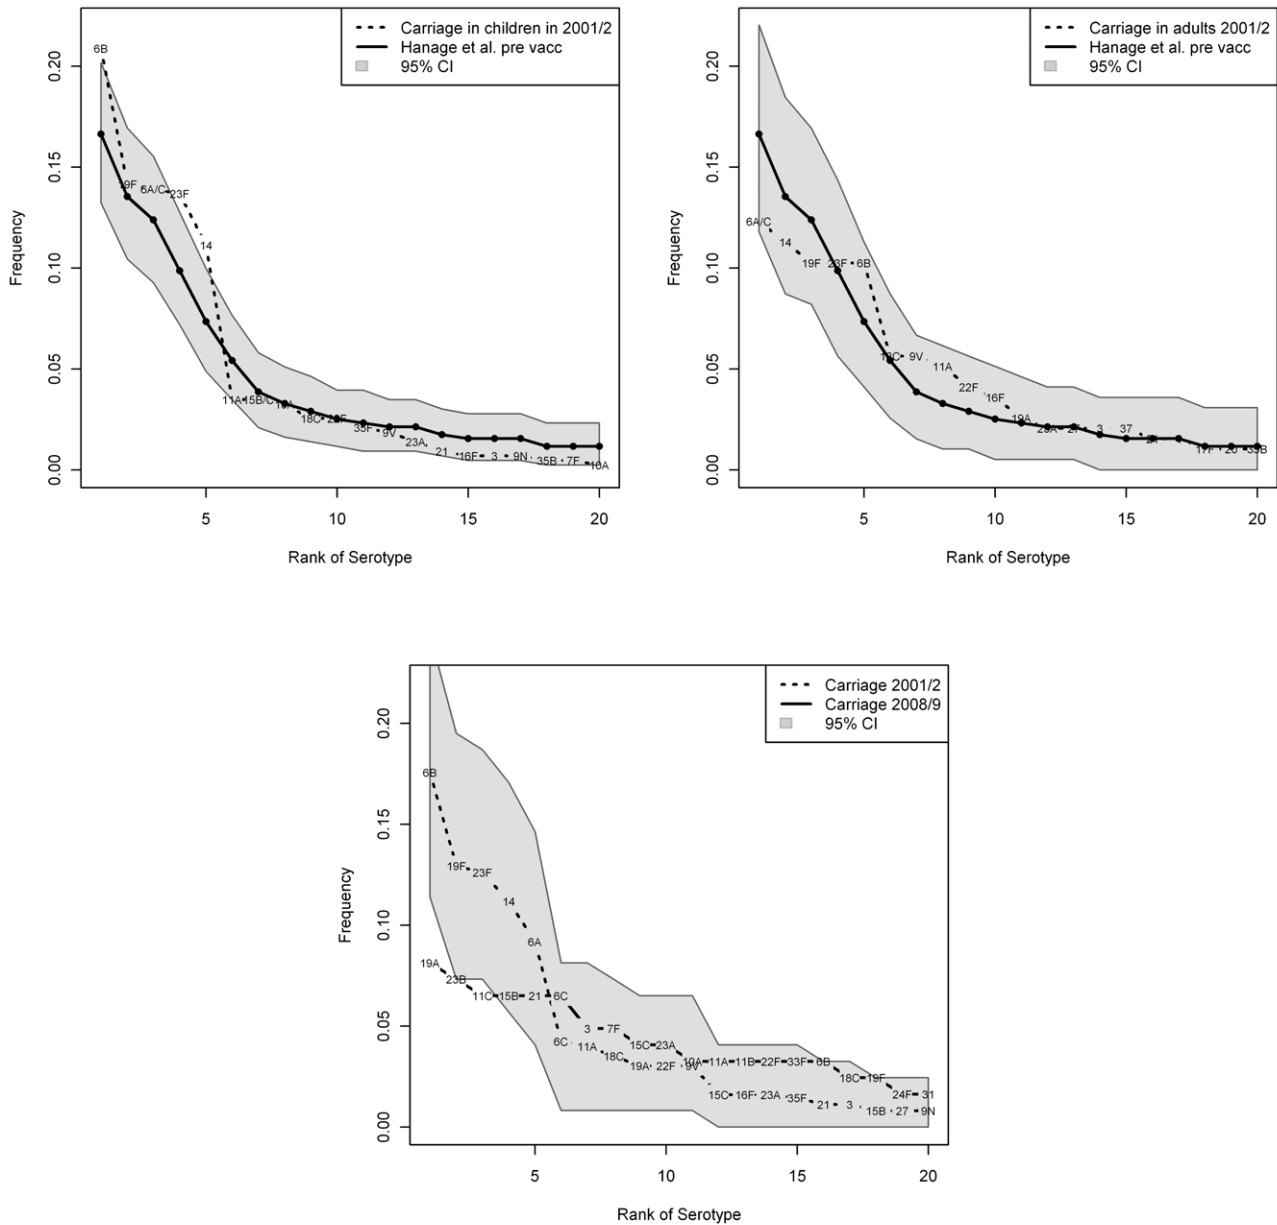 Carriage in children in 2001/2
Hanage et al. pre vacc
95% CI
Frequency
0.20
0.15
0.10
0.05
0.00
6B
6A/C
23F
14
11A
15B/C
18C
35F
9V
23A
21
16F
3
9N
35B
7F
10A
5
10
15
20
Rank of Serotype
Carriage in adults 2001/2
Hanage et al. pre vacc
95% CI
Frequency
0.20
0.15
0.10
0.05
0.00
6A/C
14
19F
23F
6B
9V
11A
22F
16F
19A
3
37
17F
20
35B
5
10
15
20
Rank of Serotype
Carriage 2001/2
Carriage 2008/9
95% CI
Frequency
0.20
0.15
0.10
0.05
0.00
6B
19F
23F
14
6A
19A
23B
11C
15B
21
6C
3
7F
15C
23A
10A
11A
11B
22F
33F
6B
18C
19F
24F
31
6C
11A
18C
19A
22F
9V
15C
16F
23A
35F
21
3
15B
27
9N
5
10
15
20
Rank of Serotype